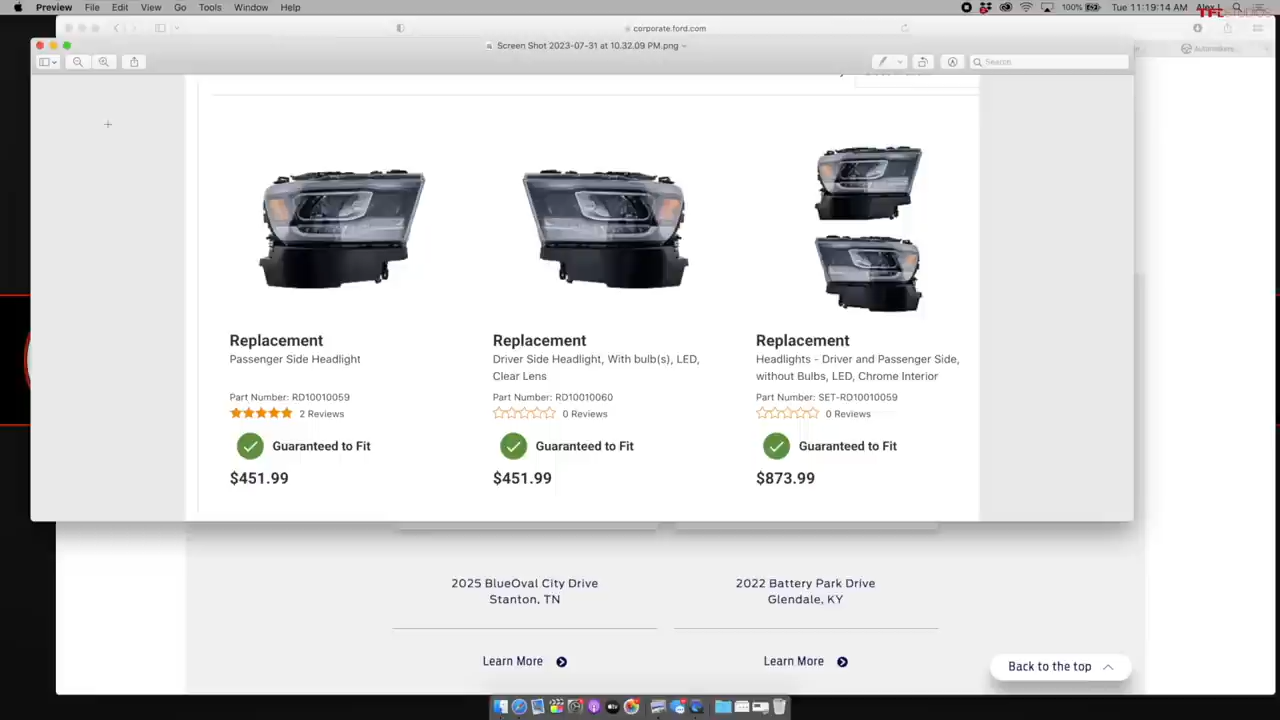 Preview File Edit View Go Tools Window Help
100% Tue 11:19:14 AM Alex L
corporate.ford.com
Screen Shot 2023-07-31 at 10.32.09 PM.png
Automakers
Search
Replacement
Passenger Side Headlight
Part Number: RD10010059
2 Reviews
Guaranteed to Fit
$451.99
Replacement
Driver Side Headlight, With bulb(s), LED,
Clear Lens
Part Number: RD10010060
0 Reviews
Guaranteed to Fit
$451.99
Replacement
Headlights - Driver and Passenger Side,
without Bulbs, LED, Chrome Interior
Part Number: SET-RD10010059
0 Reviews
Guaranteed to Fit
$873.99
2025 BlueOval City Drive
Stanton, TN
Learn More
2022 Battery Park Drive
Glendale, KY
Learn More
Back to the top